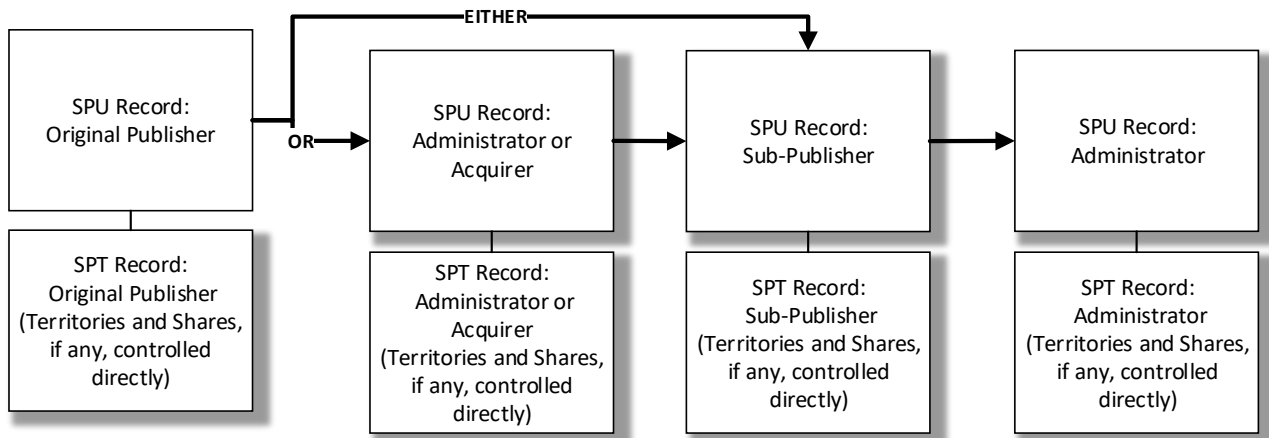 EITHER
SPU Record:
Original Publisher
OR
SPU Record:
Administrator or
Acquirer
SPU Record:
Sub-Publisher
SPU Record:
Administrator
SPT Record:
Original Publisher
(Territories and Shares,
if any, controlled
directly)
SPT Record:
Administrator or
Acquirer
(Territories and Shares,
if any, controlled
directly)
SPT Record:
Sub-Publisher
(Territories and Shares,
if any, controlled
directly)
SPT Record:
Administrator
(Territories and Shares,
if any, controlled
directly)